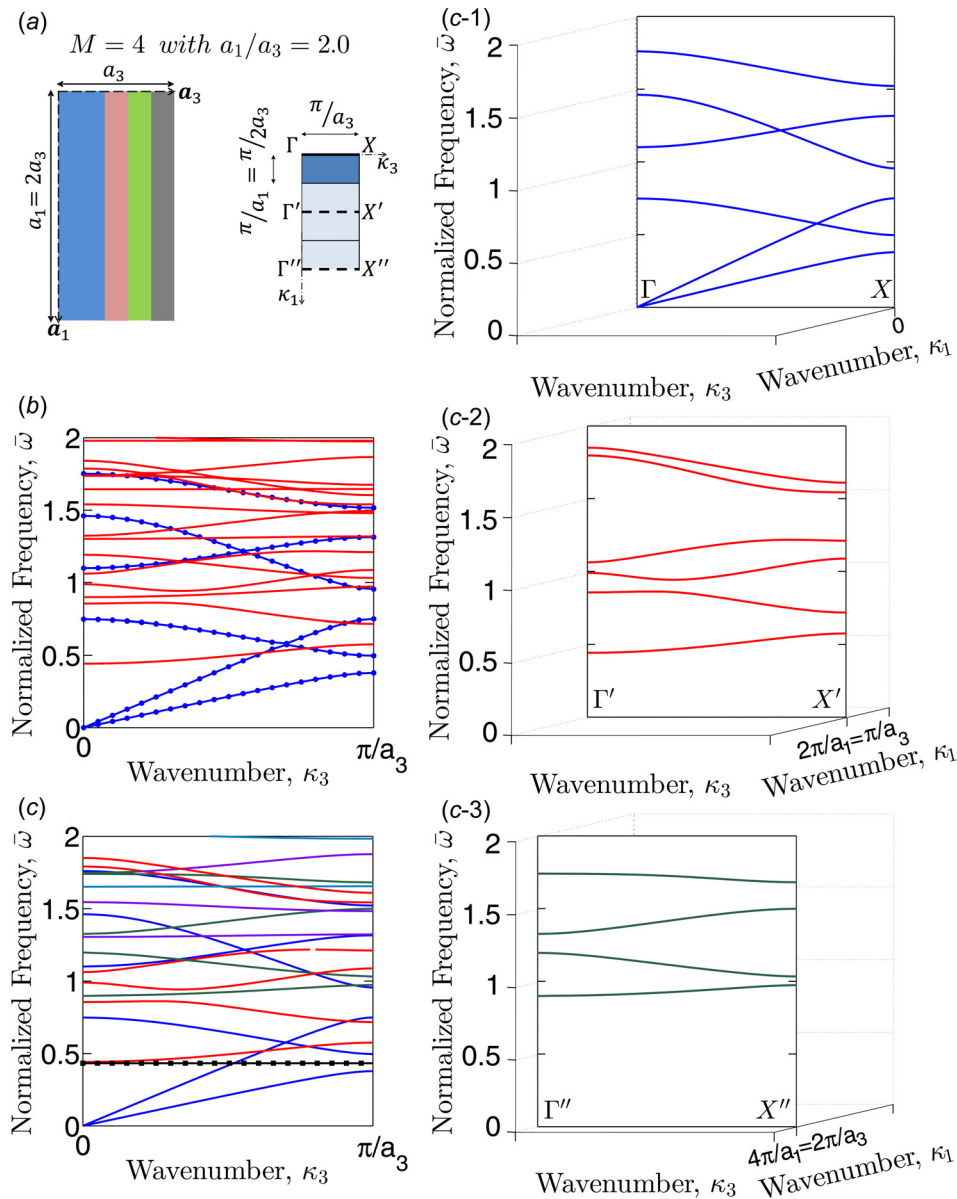 (a)
M = 4 with a1/a3 = 2.0
a3
a3
a1 = 2a3
a1
π/a3
π/a1 = π/2a3
Γ
X
κ3
Γ′
X′
Γ′′
X′′
κ1
(c-1)
Normalized Frequency, ω̄
2
1.5
1
0.5
0
Γ
X
0
Wavenumber, κ3
Wavenumber, κ1
(b)
Normalized Frequency, ω̄
2
1.5
1
0.5
0
0
π/a3
Wavenumber, κ3
(c-2)
Normalized Frequency, ω̄
2
1.5
1
0.5
0
Γ′
X′
2π/a1=π/a3
Wavenumber, κ3
Wavenumber, κ1
(c)
Normalized Frequency, ω̄
2
1.5
1
0.5
0
0
π/a3
Wavenumber, κ3
(c-3)
Normalized Frequency, ω̄
2
1.5
1
0.5
0
Γ′′
X′′
4π/a1=2π/a3
Wavenumber, κ3
Wavenumber, κ1